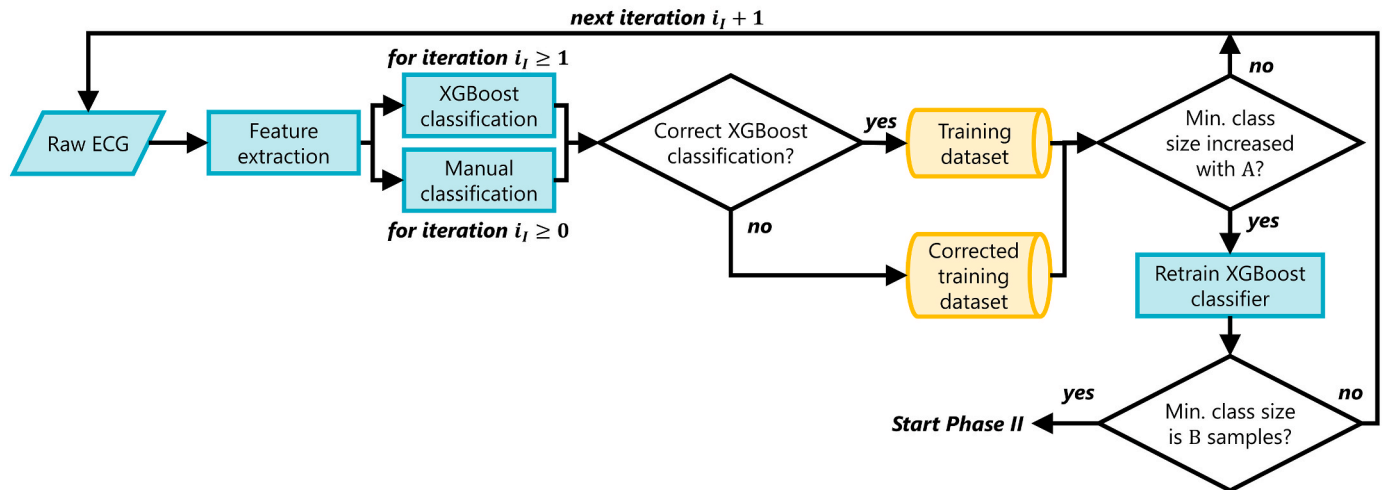 next iteration i_I + 1
for iteration i_I ≥ 1
Raw ECG
Feature
extraction
XGBoost
classification
Manual
classification
for iteration i_I ≥ 0
Correct XGBoost
classification?
yes
no
Training
dataset
Corrected
training
dataset
Min. class
size increased
with A?
no
yes
Retrain XGBoost
classifier
Min. class size
is B samples?
yes
no
Start Phase II